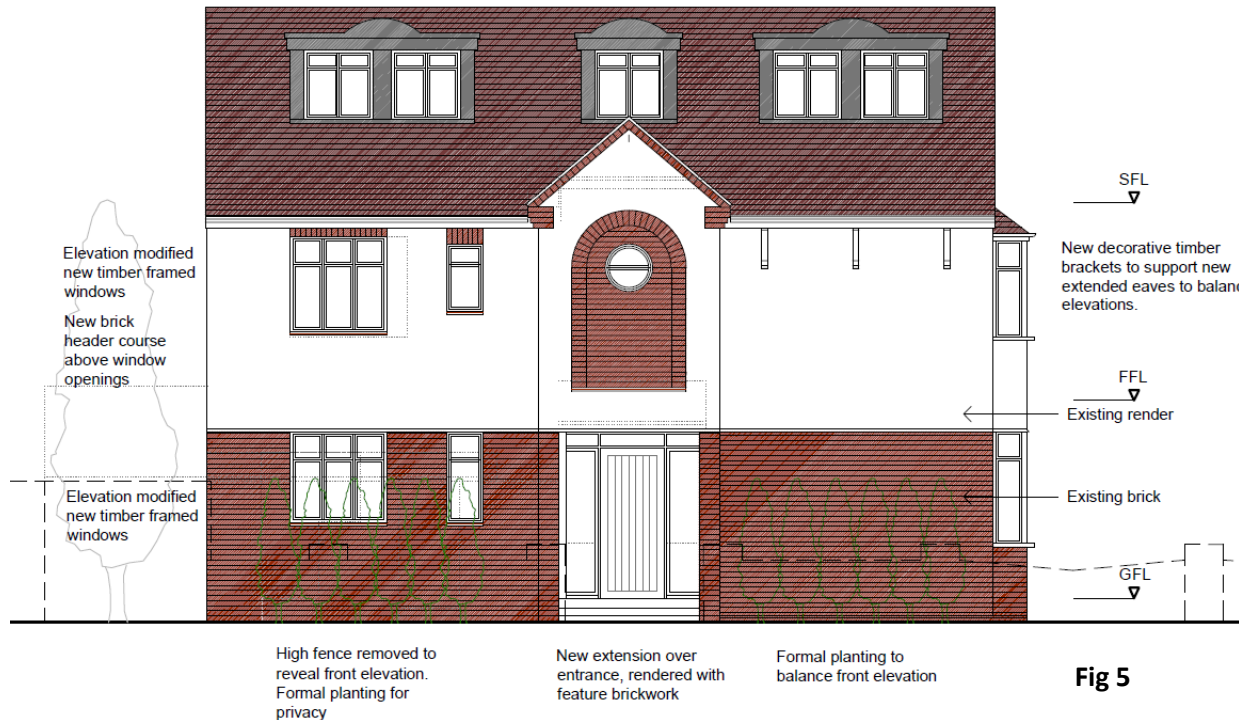 SFL
Elevation modified
new timber framed
windows
New brick
header course
above window
openings
New decorative timber
brackets to support new
extended eaves to balanc
elevations.
FFL
Existing render
Elevation modified
new timber framed
windows
Existing brick
GFL
High fence removed to
reveal front elevation.
Formal planting for
privacy
New extension over
entrance, rendered with
feature brickwork
Formal planting to
balance front elevation
Fig 5